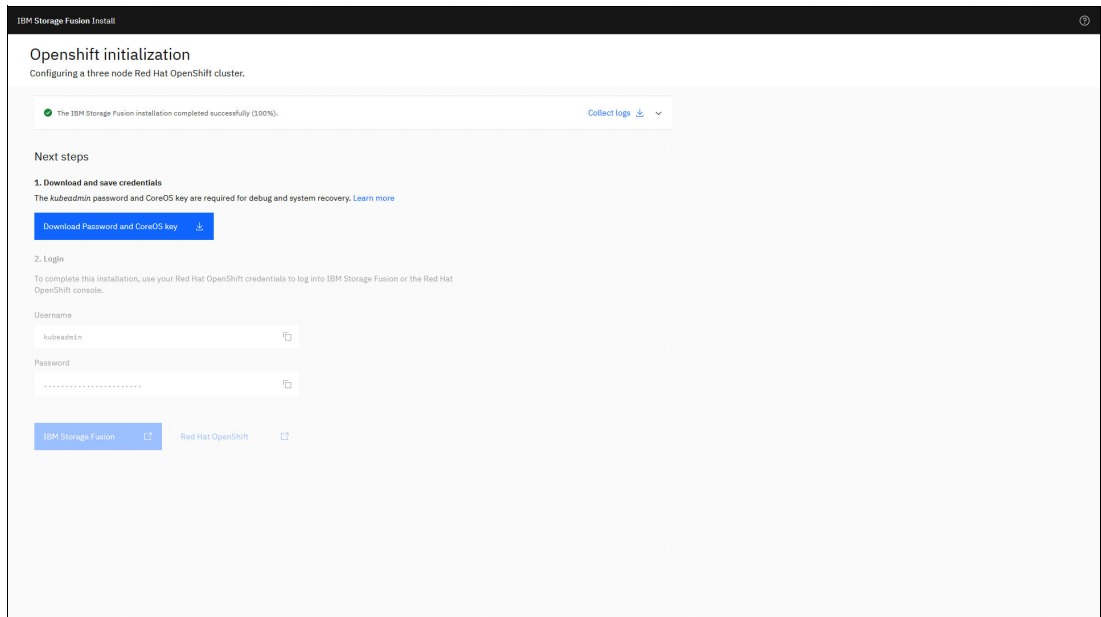 IBM Storage Fusion Install
Openshift initialization
Configuring a three node Red Hat OpenShift cluster.
The IBM Storage Fusion installation completed successfully (100%).
Collect logs
Next steps
1. Download and save credentials
The kubeadmin password and CoreOS key are required for debug and system recovery. Learn more
Download Password and CoreOS key
2. Login
To complete this installation, use your Red Hat OpenShift credentials to log into IBM Storage Fusion or the Red Hat
OpenShift console.
Username
kubeadmin
Password
......................
IBM Storage Fusion
Red Hat OpenShift